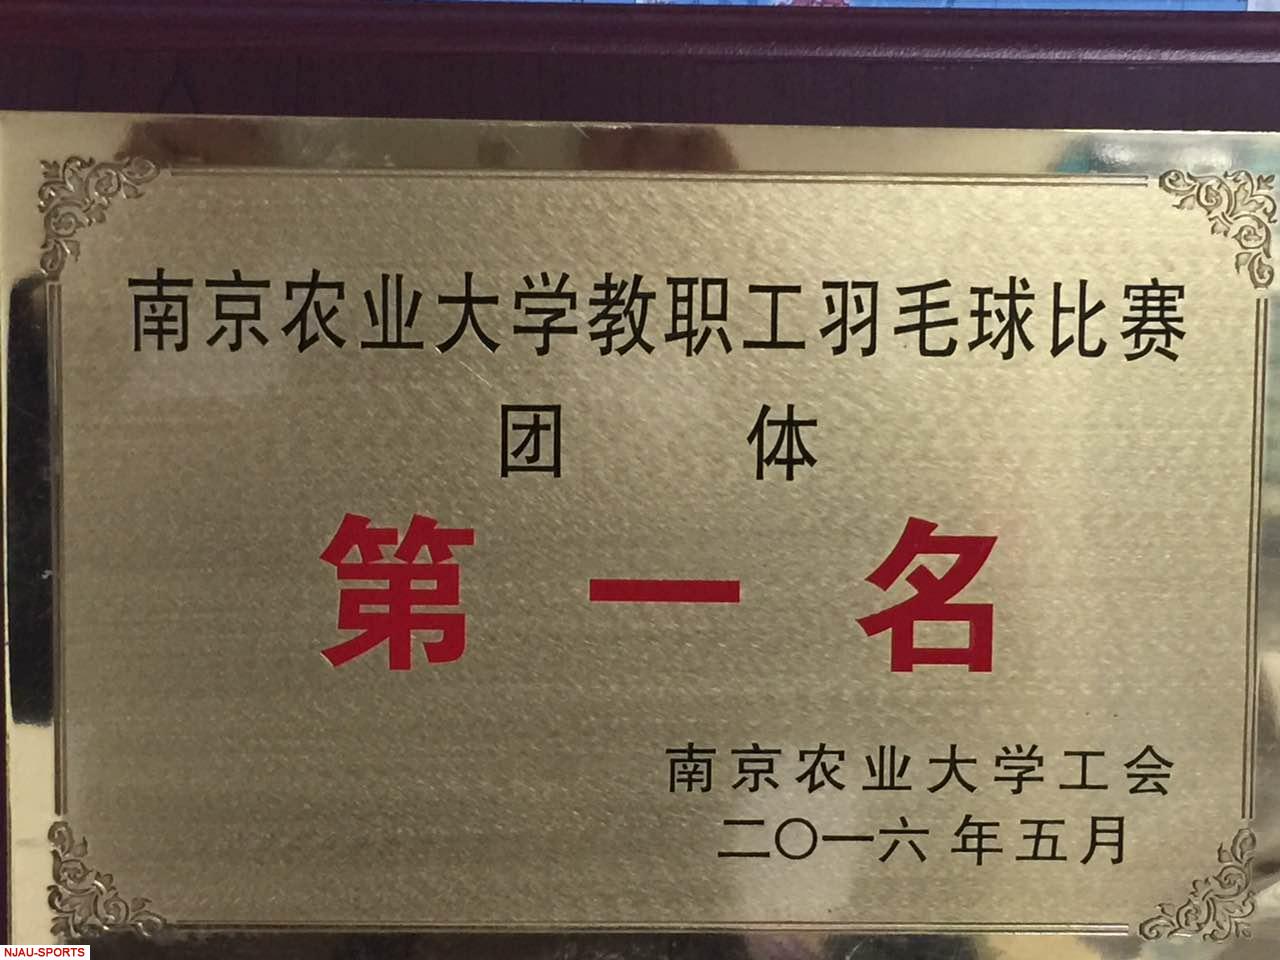 南京农业大学教职工羽毛球比赛
团 体
第一名
南京农业大学工会
二〇一六年五月
NJAU-SPORTS